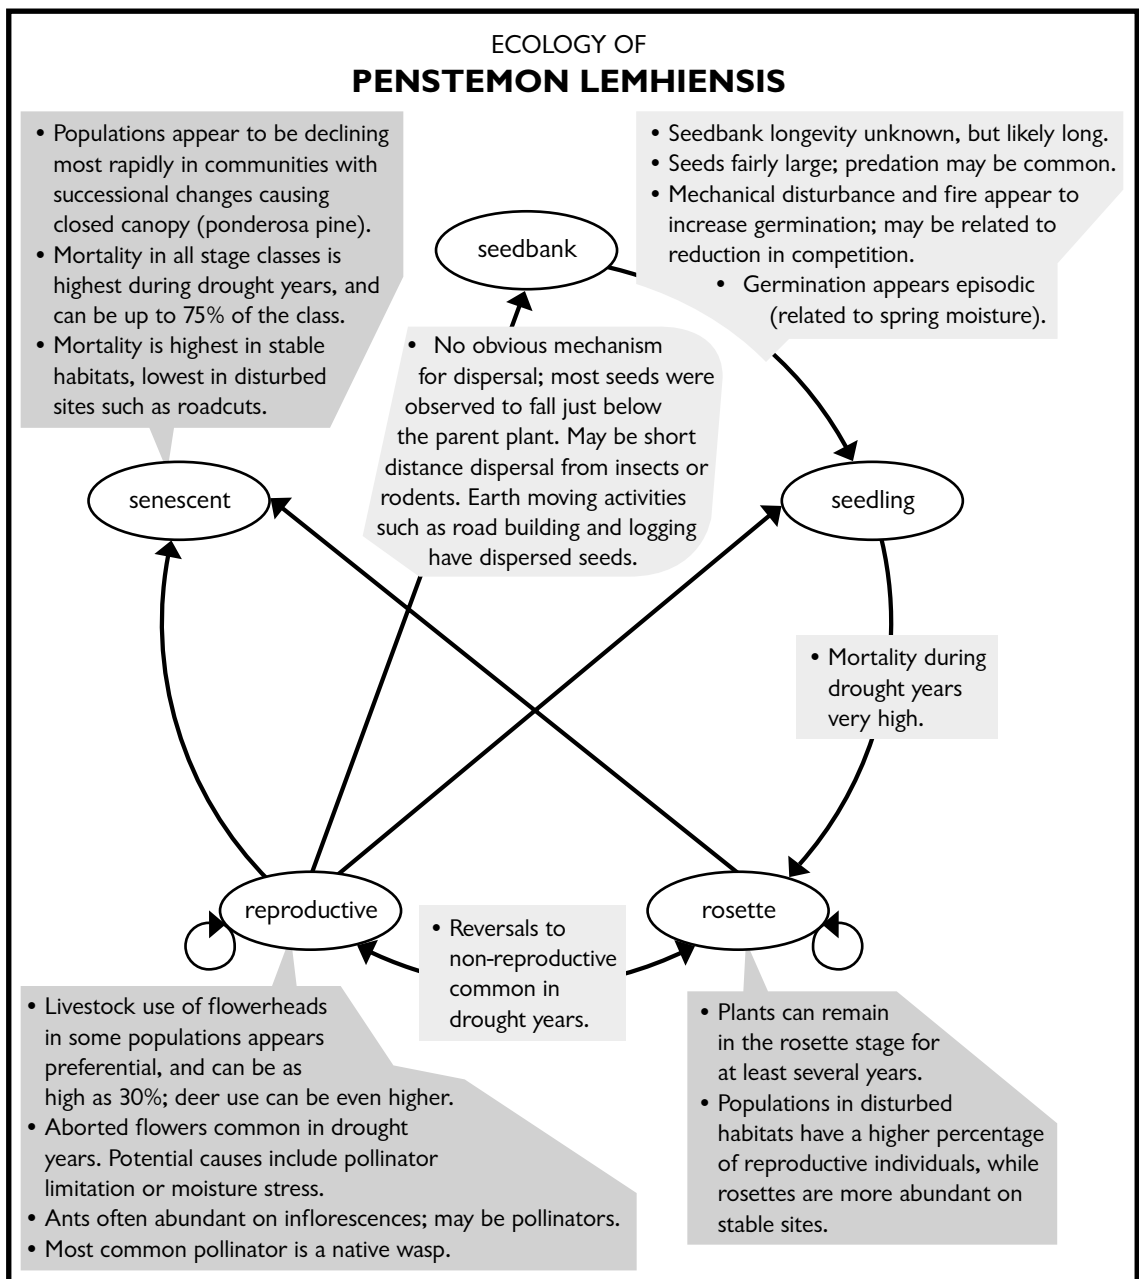 ECOLOGY OF
PENSTEMON LEMHIENSIS
• Populations appear to be declining
most rapidly in communities with
successional changes causing
closed canopy (ponderosa pine).
• Mortality in all stage classes is
highest during drought years, and
can be up to 75% of the class.
• Mortality is highest in stable
habitats, lowest in disturbed
sites such as roadcuts.
• Seedbank longevity unknown, but likely long.
• Seeds fairly large; predation may be common.
• Mechanical disturbance and fire appear to
increase germination; may be related to
reduction in competition.
• Germination appears episodic
(related to spring moisture).
seedbank
• No obvious mechanism
for dispersal; most seeds were
observed to fall just below
the parent plant. May be short
distance dispersal from insects or
rodents. Earth moving activities
such as road building and logging
have dispersed seeds.
senescent
seedling
• Mortality during
drought years
very high.
reproductive
rosette
• Reversals to
non-reproductive
common in
drought years.
• Livestock use of flowerheads
in some populations appears
preferential, and can be as
high as 30%; deer use can be even higher.
• Aborted flowers common in drought
years. Potential causes include pollinator
limitation or moisture stress.
• Ants often abundant on inflorescences; may be pollinators.
• Most common pollinator is a native wasp.
• Plants can remain
in the rosette stage for
at least several years.
• Populations in disturbed
habitats have a higher percentage
of reproductive individuals, while
rosettes are more abundant on
stable sites.